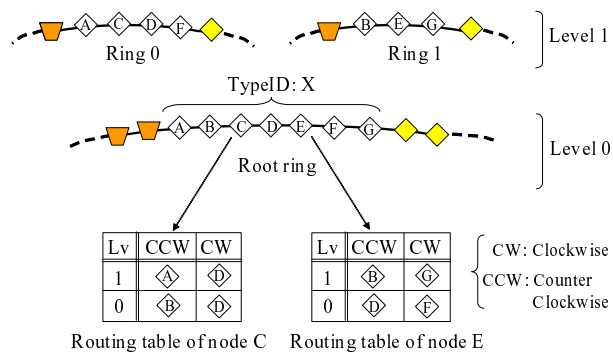 A C D F
B E G
Ring 0
Ring 1
Level 1
TypeID: X
A B C D E F G
Level 0
Root ring
Lv CCW CW
1 A D
0 B D
Lv CCW CW
1 B G
0 D F
CW: Clockwise
CCW: Counter
Clockwise
Routing table of node C
Routing table of node E